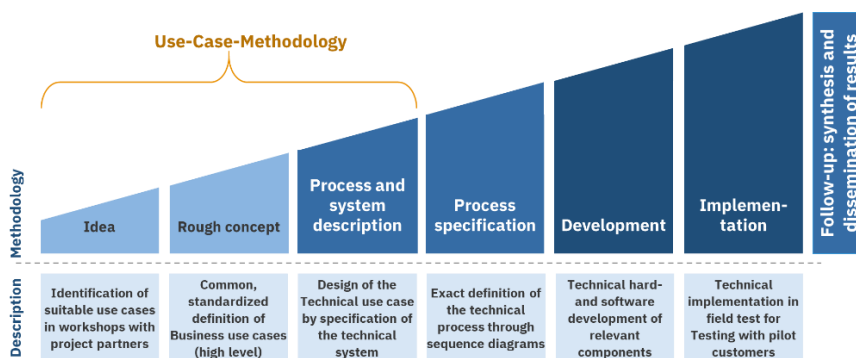 Use-Case-Methodology
Methodology
Idea
Rough concept
Process and
system
description
Process
specification
Development
Implemen-
tation
Follow-up: synthesis and
dissemination of results
Description
Identification of
suitable use cases
in workshops with
project partners
Common,
standardized
definition of
Business use cases
(high level)
Design of the
Technical use case
by specification of
the technical
system
Exact definition of
the technical
process through
sequence diagrams
Technical hard-
and software
development of
relevant
components
Technical
implementation in
field test for
Testing with pilot
customers